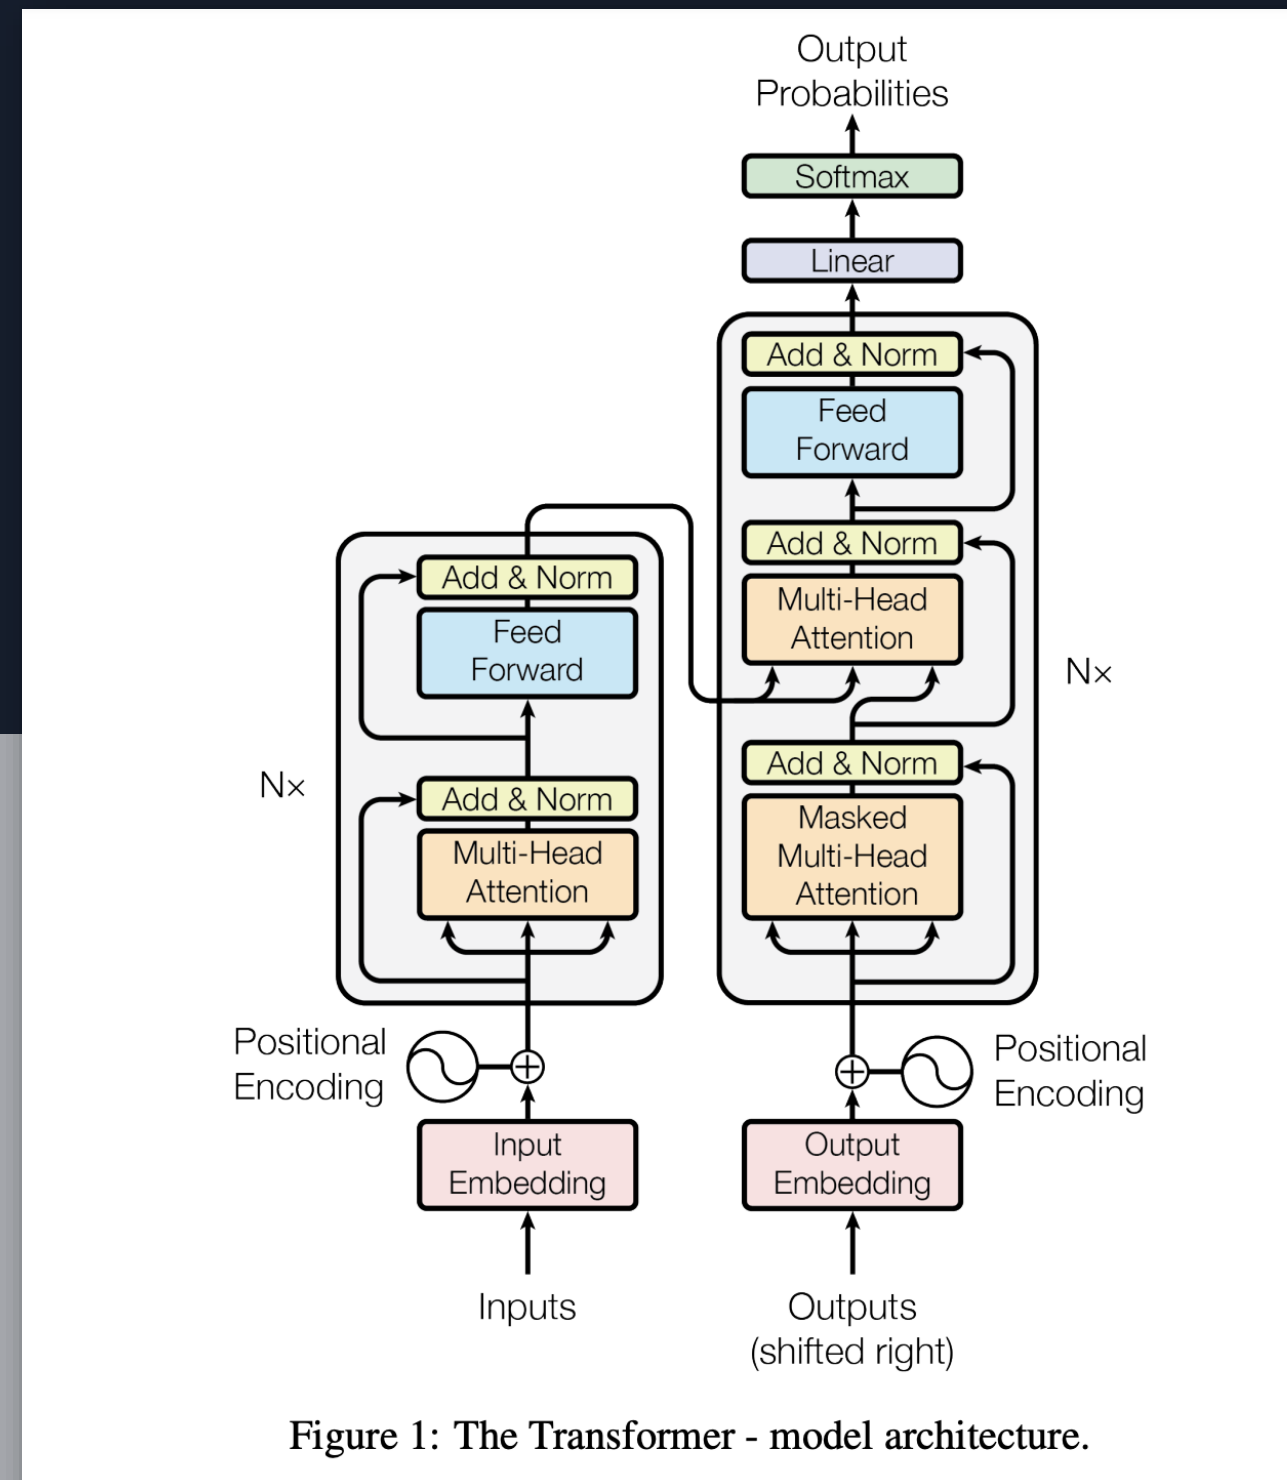 Output
Probabilities
Softmax
Linear
Add & Norm
Feed
Forward
Add & Norm
Multi-Head
Attention
Nx
Add & Norm
Masked
Multi-Head
Attention
Add & Norm
Feed
Forward
Nx
Add & Norm
Multi-Head
Attention
Positional
Encoding
Positional
Encoding
Input
Embedding
Output
Embedding
Inputs
Outputs
(shifted right)
Figure 1: The Transformer - model architecture.